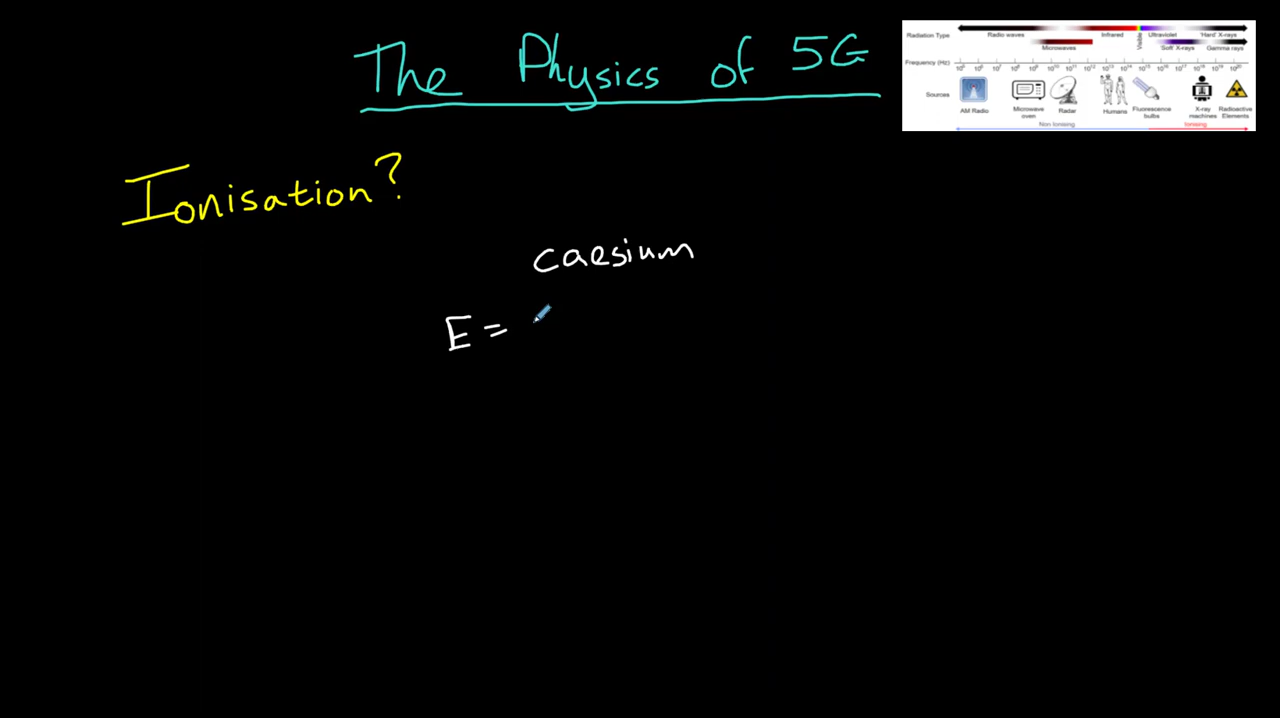 The Physics of 5G
Radiation Type
Radio waves
Infrared
Ultraviolet
'Hard' X-rays
Microwaves
Visible
Soft X-rays
Gamma rays
Frequency (Hz)
Sources
AM Radio
Microwave oven
Radar
Humans
Fluorescence bulbs
X-ray machines
Radioactive Elements
Non Ionising
Ionising
Ionisation?
caesium
E =